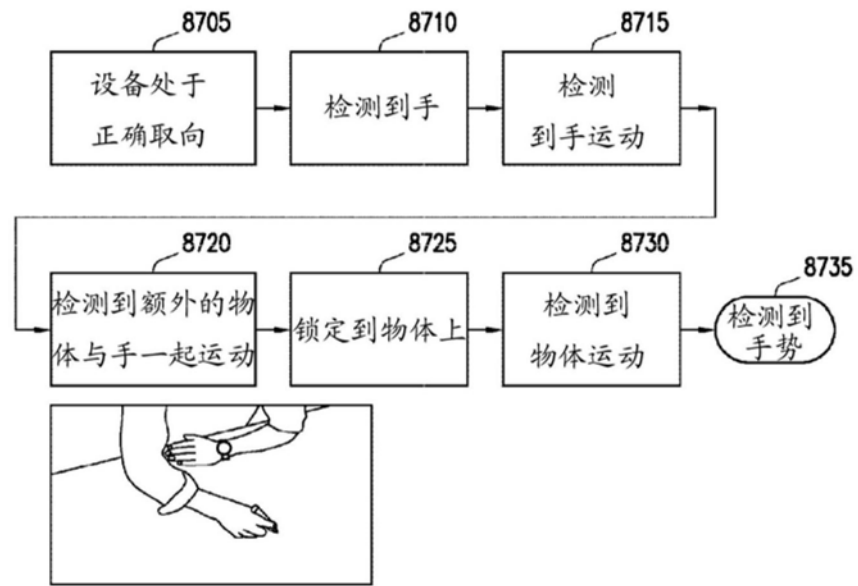 8705
设备处于
正确取向
8710
检测到手
8715
检测
到手运动
8720
检测到额外的物
体与手一起运动
8725
锁定到物体上
8730
检测到
物体运动
8735
检测到
手势